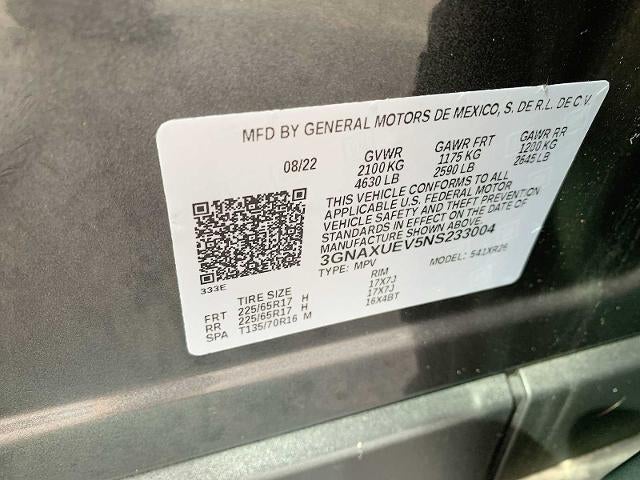 MFD BY GENERAL MOTORS DE MEXICO, S. DE R.L. DE C.V.
08/22 GVWR GAWR FRT GAWR RR
2100 KG 1175 KG 1200 KG
4630 LB 2590 LB 2645 LB
THIS VEHICLE CONFORMS TO ALL
APPLICABLE U.S. FEDERAL MOTOR
VEHICLE SAFETY AND THEFT PREVENTION
STANDARDS IN EFFECT ON THE DATE OF
MANUFACTURE SHOWN ABOVE.
3GNAXUEV5NS233004
TYPE: MPV MODEL: 541XR26
333E
TIRE SIZE RIM
FRT 225/65R17 H 17X7J
RR 225/65R17 H 17X7J
SPA T135/70R16 M 16X4BT